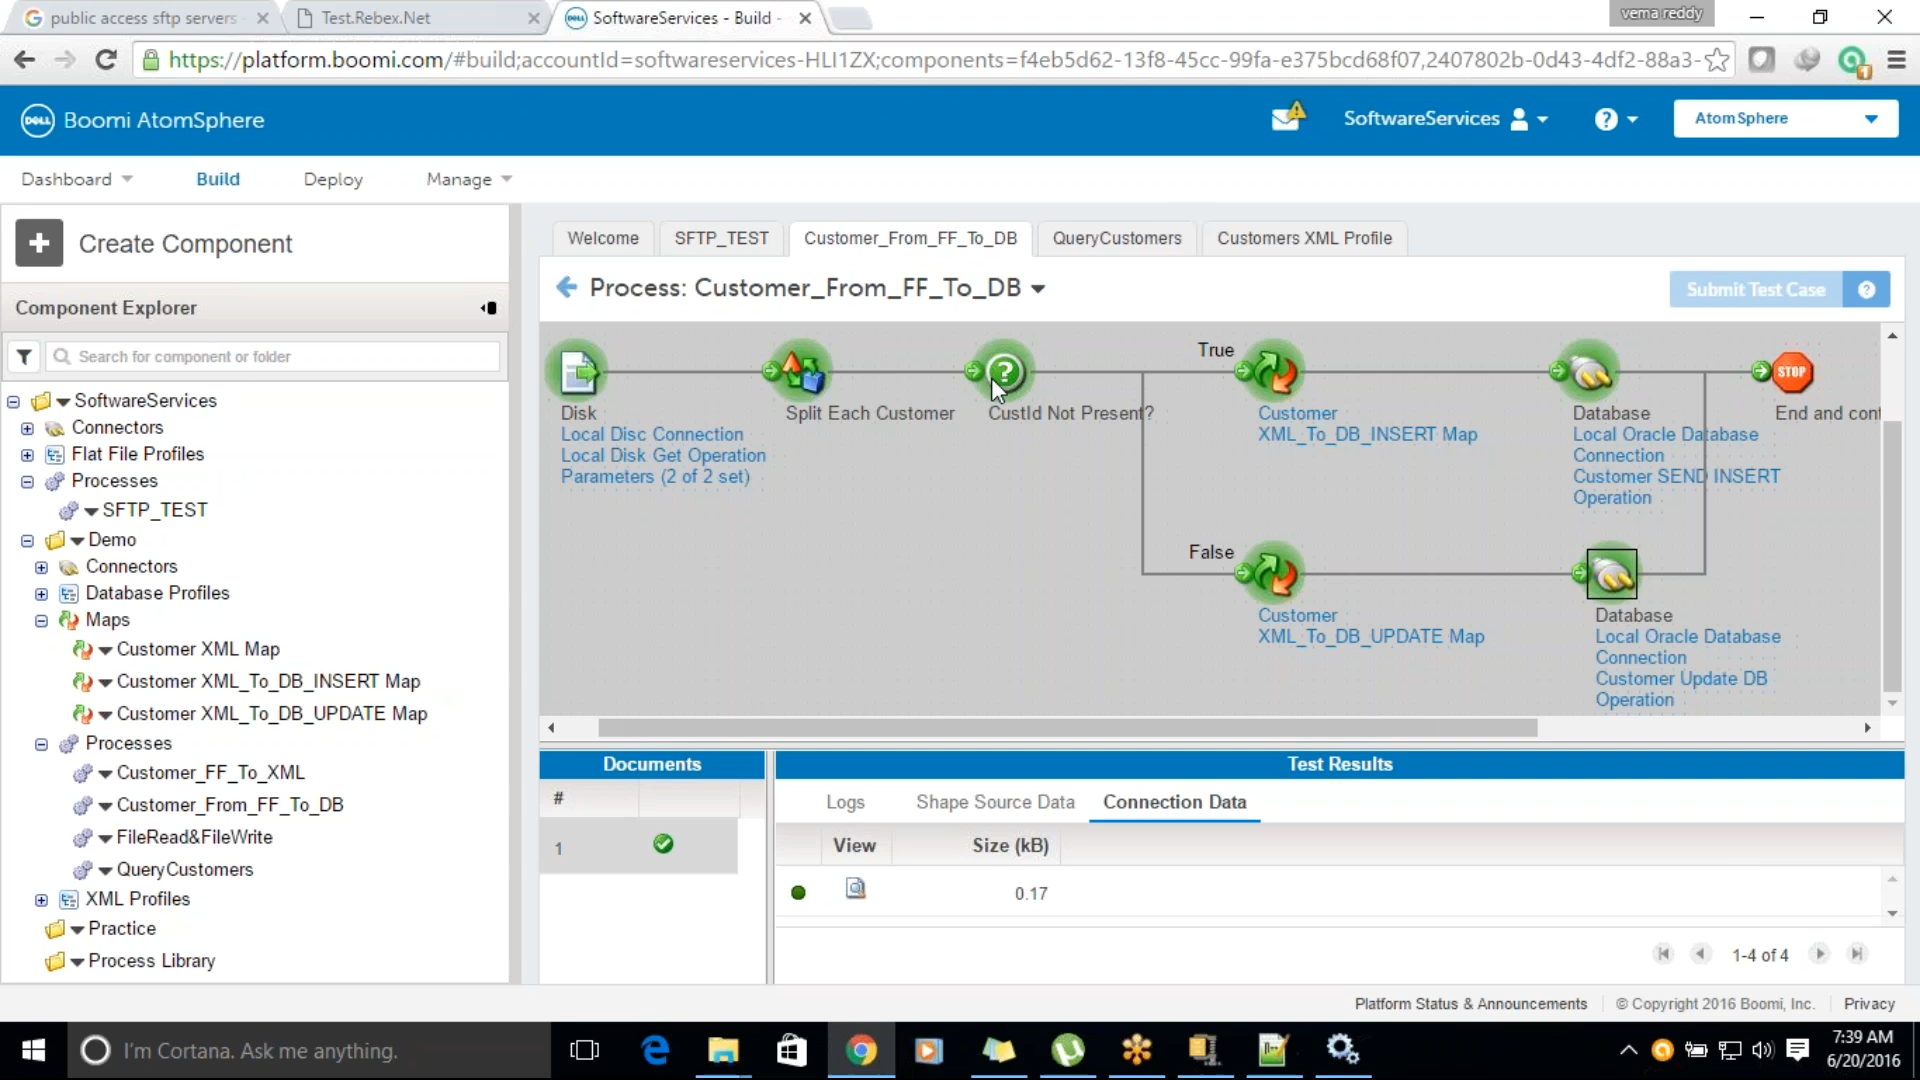 public access sftp servers
Test.Rebex.Net
SoftwareServices - Build -
vema reddy
https://platform.boomi.com/#build;accountId=softwareservices-HLI1ZX;components=f4eb5d62-13f8-45cc-99fa-e375bcd68f07,2407802b-0d43-4df2-88a3-
DELL
Boomi AtomSphere
SoftwareServices
AtomSphere
Dashboard
Build
Deploy
Manage
Create Component
Welcome
SFTP_TEST
Customer_From_FF_To_DB
QueryCustomers
Customers XML Profile
Process: Customer_From_FF_To_DB
Submit Test Case
Component Explorer
Search for component or folder
SoftwareServices
Connectors
Flat File Profiles
Processes
SFTP_TEST
Demo
Connectors
Database Profiles
Maps
Customer XML Map
Customer XML_To_DB_INSERT Map
Customer XML_To_DB_UPDATE Map
Processes
Customer_FF_To_XML
Customer_From_FF_To_DB
FileRead&FileWrite
QueryCustomers
XML Profiles
Practice
Process Library
Disk
Local Disc Connection
Local Disk Get Operation
Parameters (2 of 2 set)
Split Each Customer
CustId Not Present?
True
Customer
XML_To_DB_INSERT Map
Database
Local Oracle Database
Connection
Customer SEND INSERT
Operation
STOP
End and cont
False
Customer
XML_To_DB_UPDATE Map
Database
Local Oracle Database
Connection
Customer Update DB
Operation
Documents
#
1
Test Results
Logs
Shape Source Data
Connection Data
View
Size (kB)
0.17
1-4 of 4
Platform Status & Announcements
© Copyright 2016 Boomi, Inc.
Privacy
I'm Cortana. Ask me anything.
7:39 AM
6/20/2016